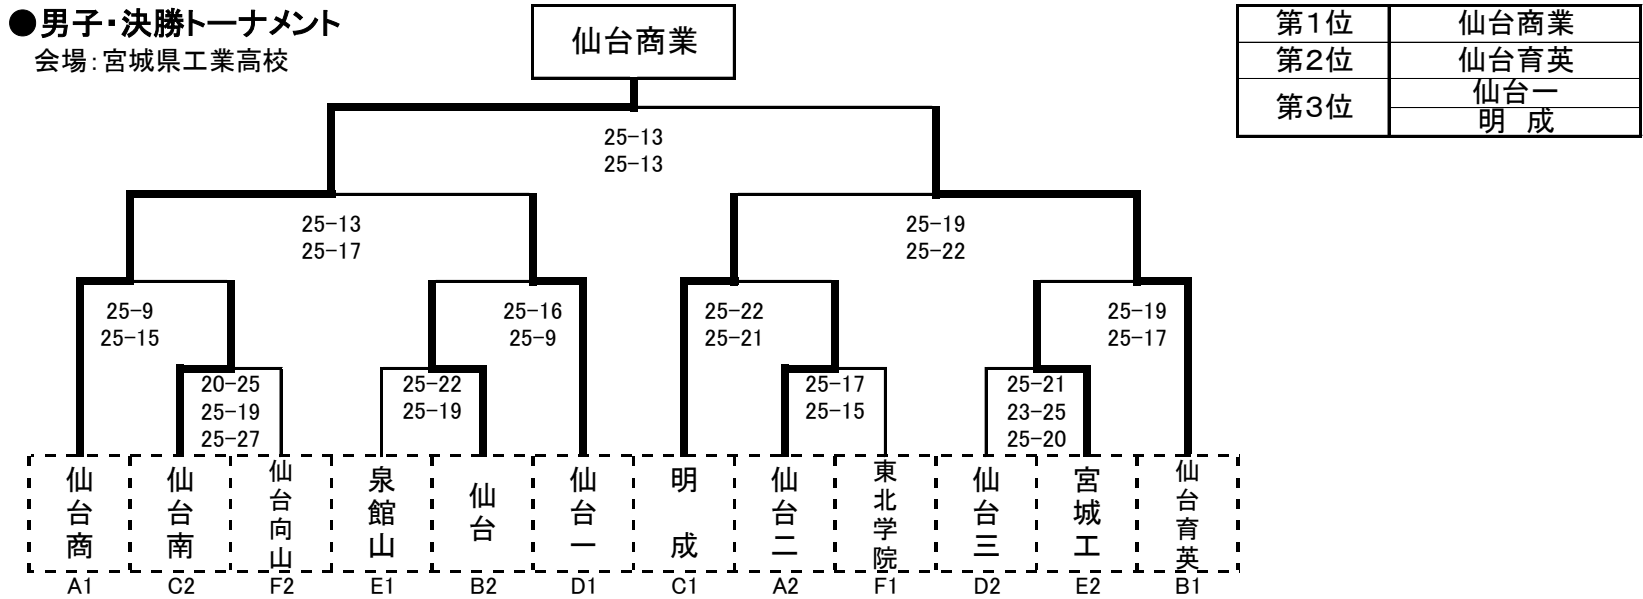 ●男子・決勝トーナメント
会場：宮城県工業高校
仙台商業
第１位 仙台商業
第２位 仙台育英
第３位 仙台一
明 成
25-13
25-13
25-13
25-17
25-19
25-22
25-9
25-15
25-16
25-9
25-22
25-21
25-19
25-17
20-25
25-19
25-27
25-22
25-19
25-17
25-15
25-21
23-25
25-20
仙台商
仙台南
仙台向山
泉館山
仙台
仙台一
明 成
仙台二
東北学院
仙台三
宮城工
仙台育英
A1 C2 F2 E1 B2 D1 C1 A2 F1 D2 E2 B1